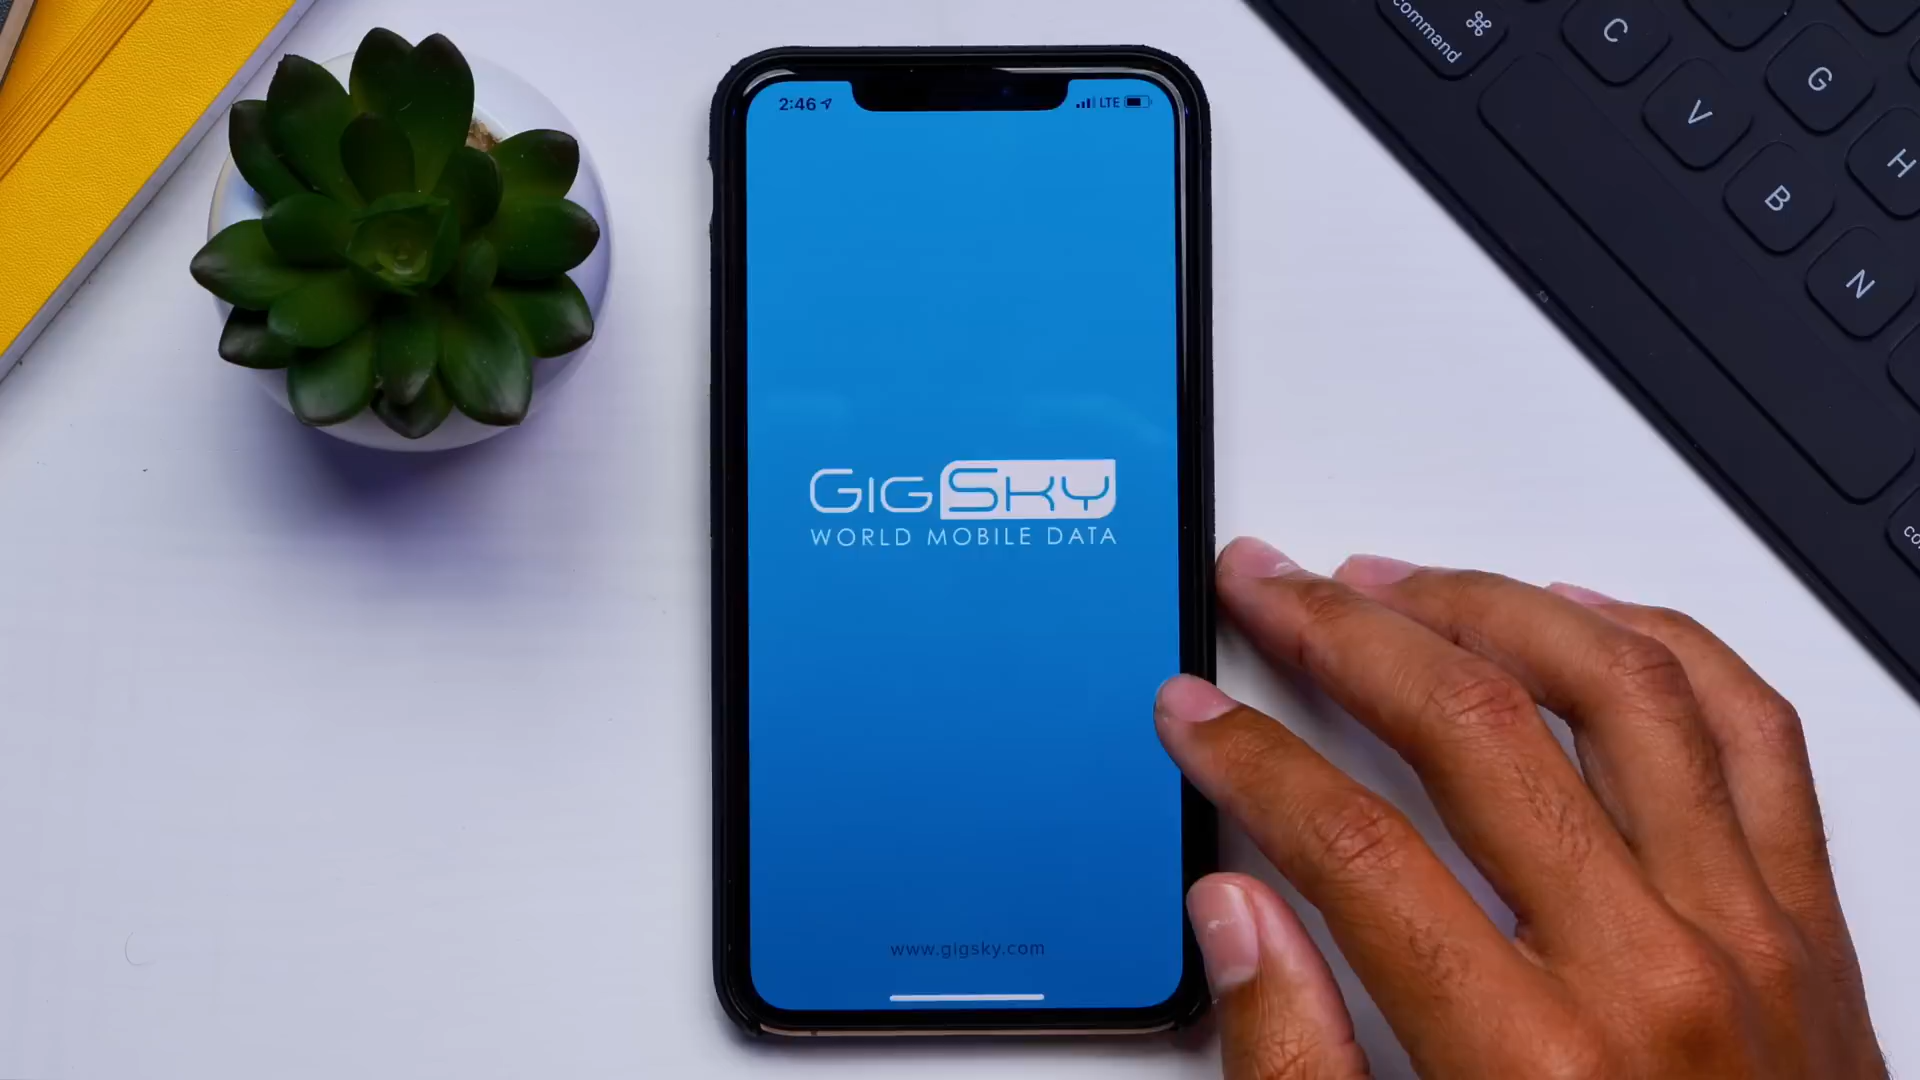 2:46
LTE
GigSky
WORLD MOBILE DATA
www.gigsky.com
command ⌘
C
V
B
G
H
N